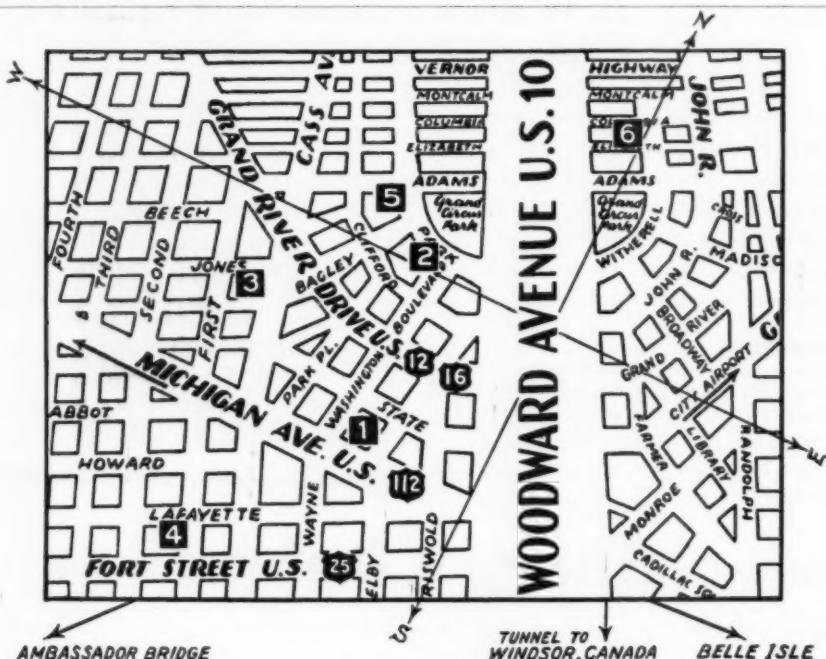 W
N
VERNOR HIGHWAY
MONTCALM MONTCALM
COLUMBIA
ELIZABETH
ADAMS ADAMS
Grand Circus Park
Grand Circus Park
JOHN R.
CASS AV
GRAND RIVER DRIVE U.S.
12
16
WOODWARD AVENUE U.S. 10
6
5
2
3
1
4
BEECH
FOURTH
THIRD
SECOND
JONES
FIRST
BAGLEY
CLIFFORD
PARK
BOULEVARD
WASHINGTON
PARK PL.
STATE
MICHIGAN AVE. U.S.
112
ABBOT
HOWARD
LAFAYETTE
WAYNE
FORT STREET U.S.
25
ELBY
RISWOLD
WITHERELL
CROSS
MADISO
JOHN R.
BROADWAY
GRAND RIVER
CITY AIRPORT
FARMER
LIBRARY
RANDOLPH
MONROE
CADILLAC SQ
G
E
S
AMBASSADOR BRIDGE
TUNNEL TO
WINDSOR, CANADA
BELLE ISLE